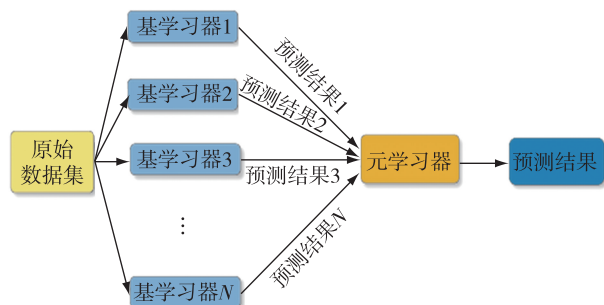 基学习器1
预测结果1
基学习器2
预测结果2
原始
数据集
基学习器3
预测结果3
元学习器
预测结果
⋮
基学习器N
预测结果N